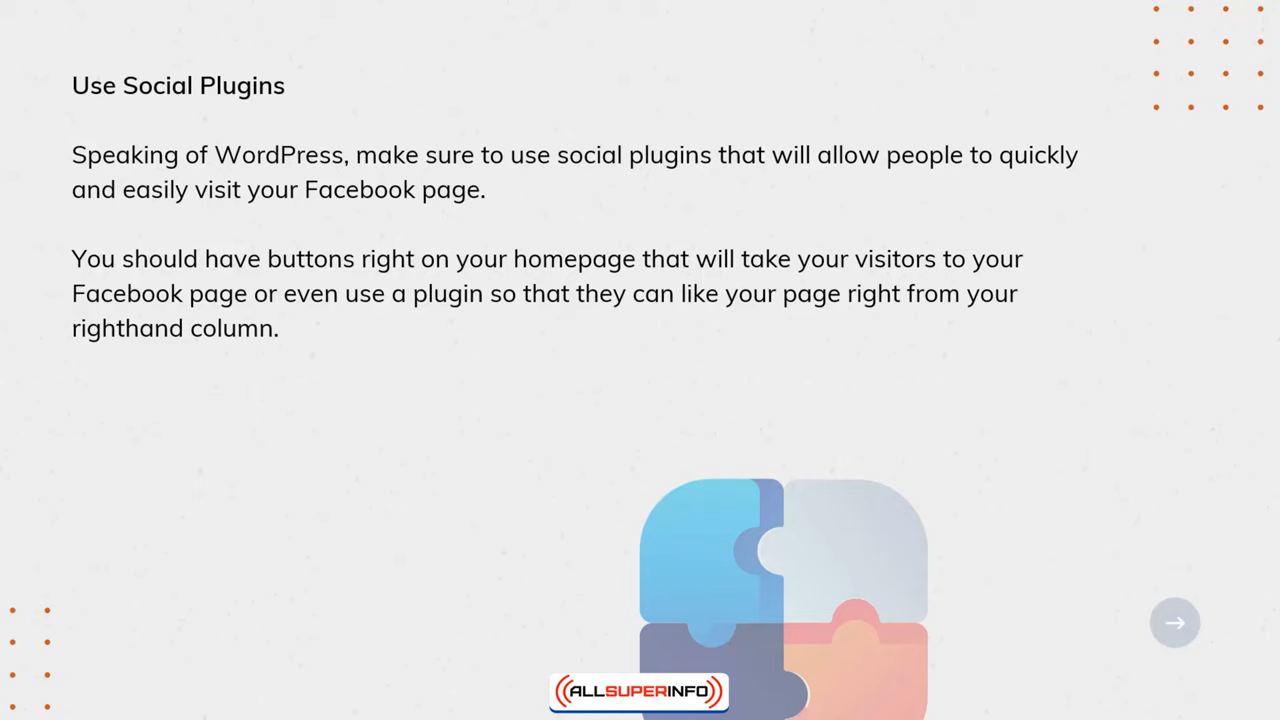 Use Social Plugins
Speaking of WordPress, make sure to use social plugins that will allow people to quickly
and easily visit your Facebook page.
You should have buttons right on your homepage that will take your visitors to your
Facebook page or even use a plugin so that they can like your page right from your
righthand column.
ALLSUPERINFO